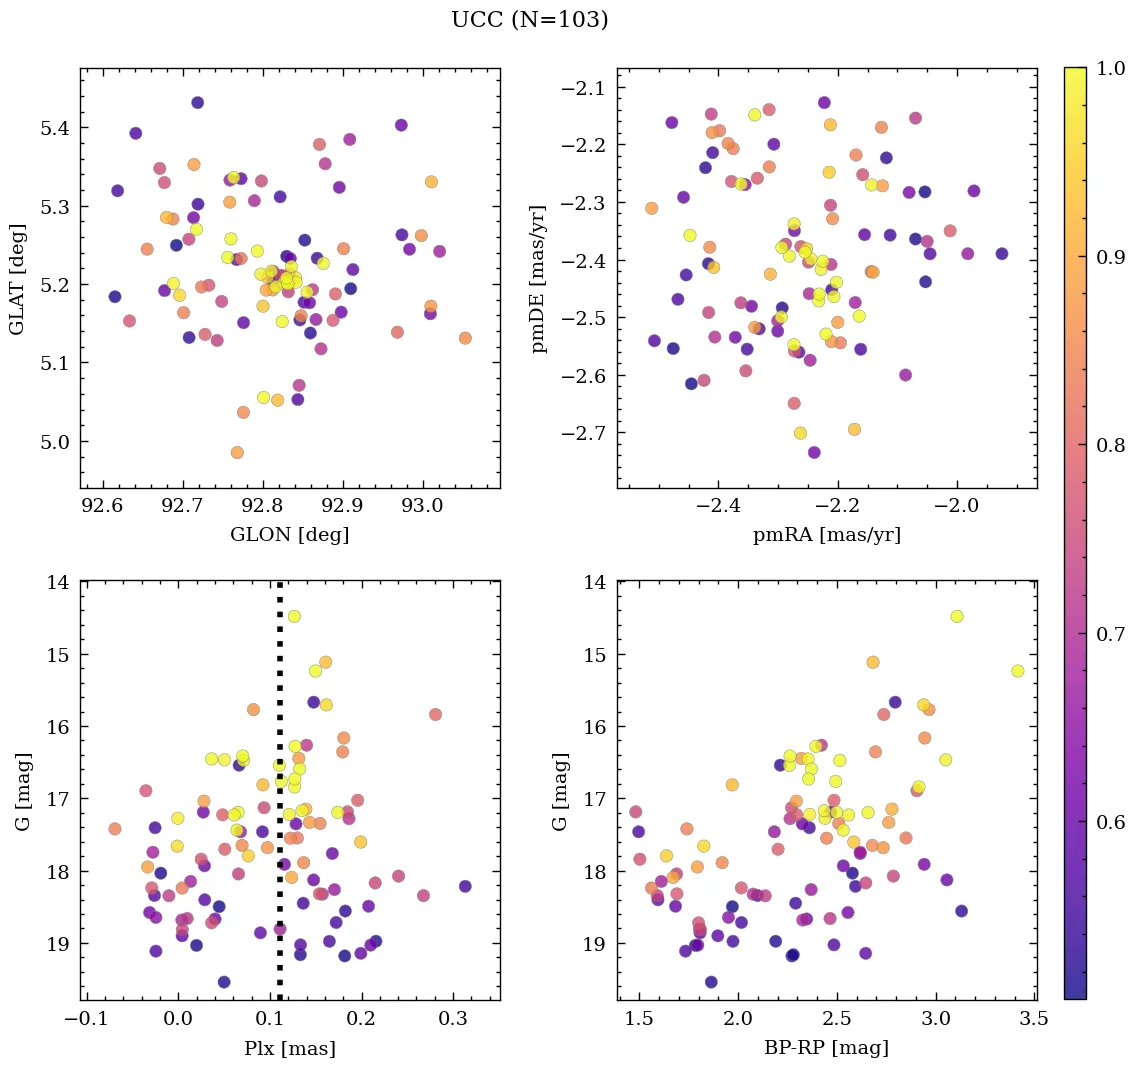 UCC (N=103)
5.4
5.3
5.2
5.1
5.0
GLAT [deg]
92.6 92.7 92.8 92.9 93.0
GLON [deg]
−2.1
−2.2
−2.3
−2.4
−2.5
−2.6
−2.7
pmDE [mas/yr]
−2.4 −2.2 −2.0
pmRA [mas/yr]
14
15
16
17
18
19
G [mag]
−0.1 0.0 0.1 0.2 0.3
Plx [mas]
14
15
16
17
18
19
G [mag]
1.5 2.0 2.5 3.0 3.5
BP-RP [mag]
1.0
0.9
0.8
0.7
0.6